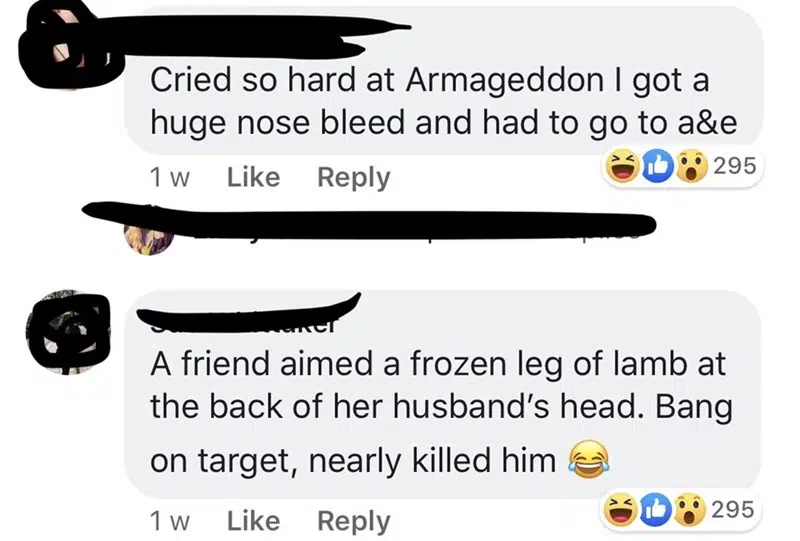 Cried so hard at Armageddon I got a
huge nose bleed and had to go to a&e
1 w Like Reply
295
A friend aimed a frozen leg of lamb at
the back of her husband’s head. Bang
on target, nearly killed him 😂
1 w Like Reply
295